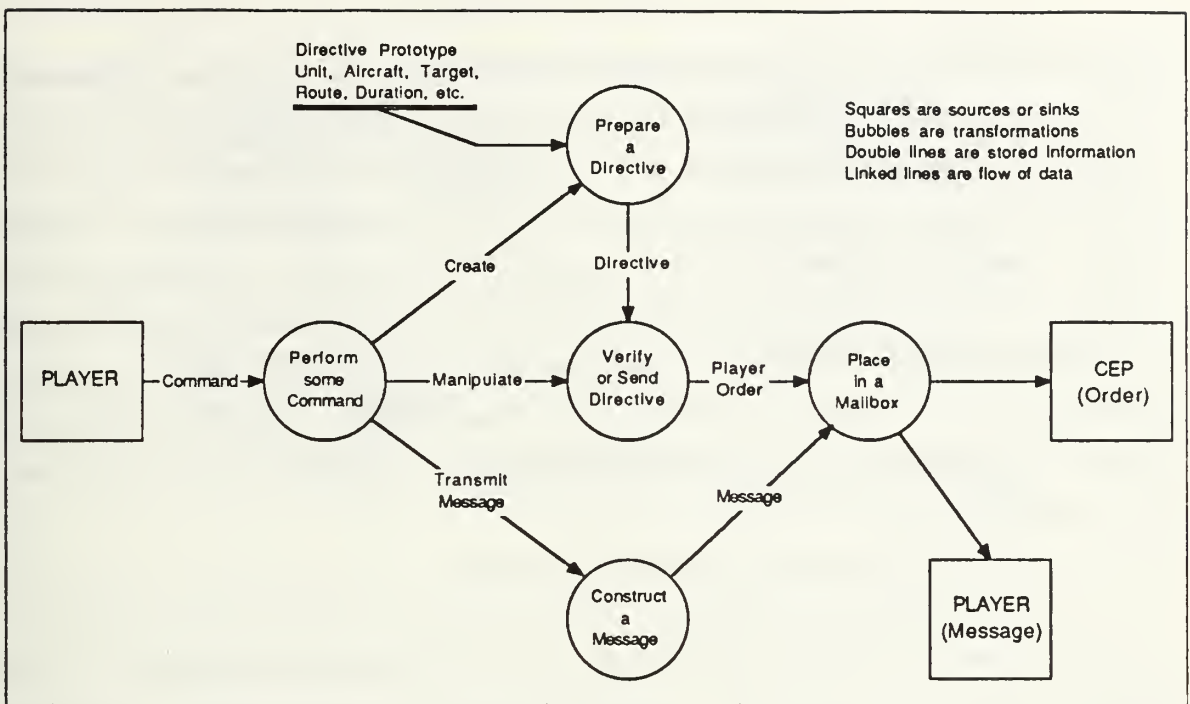 Directive Prototype
Unit, Aircraft, Target,
Route, Duration, etc.
Prepare
a
Directive
Squares are sources or sinks
Bubbles are transformations
Double lines are stored information
Linked lines are flow of data
Create
Directive
PLAYER
Command
Perform
some
Command
Manipulate
Verify
or Send
Directive
Player
Order
Place
in a
Mailbox
CEP
(Order)
Transmit
Message
Message
Construct
a
Message
PLAYER
(Message)